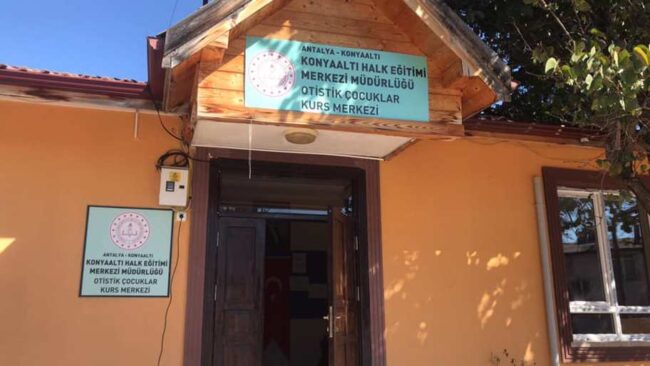 ANTALYA - KONYAALTI
KONYAALTI HALK EĞİTİMİ
MERKEZİ MÜDÜRLÜĞÜ
OTİSTİK ÇOCUKLAR
KURS MERKEZİ
ANTALYA - KONYAALTI
KONYAALTI HALK EĞİTİMİ
MERKEZİ MÜDÜRLÜĞÜ
OTİSTİK ÇOCUKLAR
KURS MERKEZİ